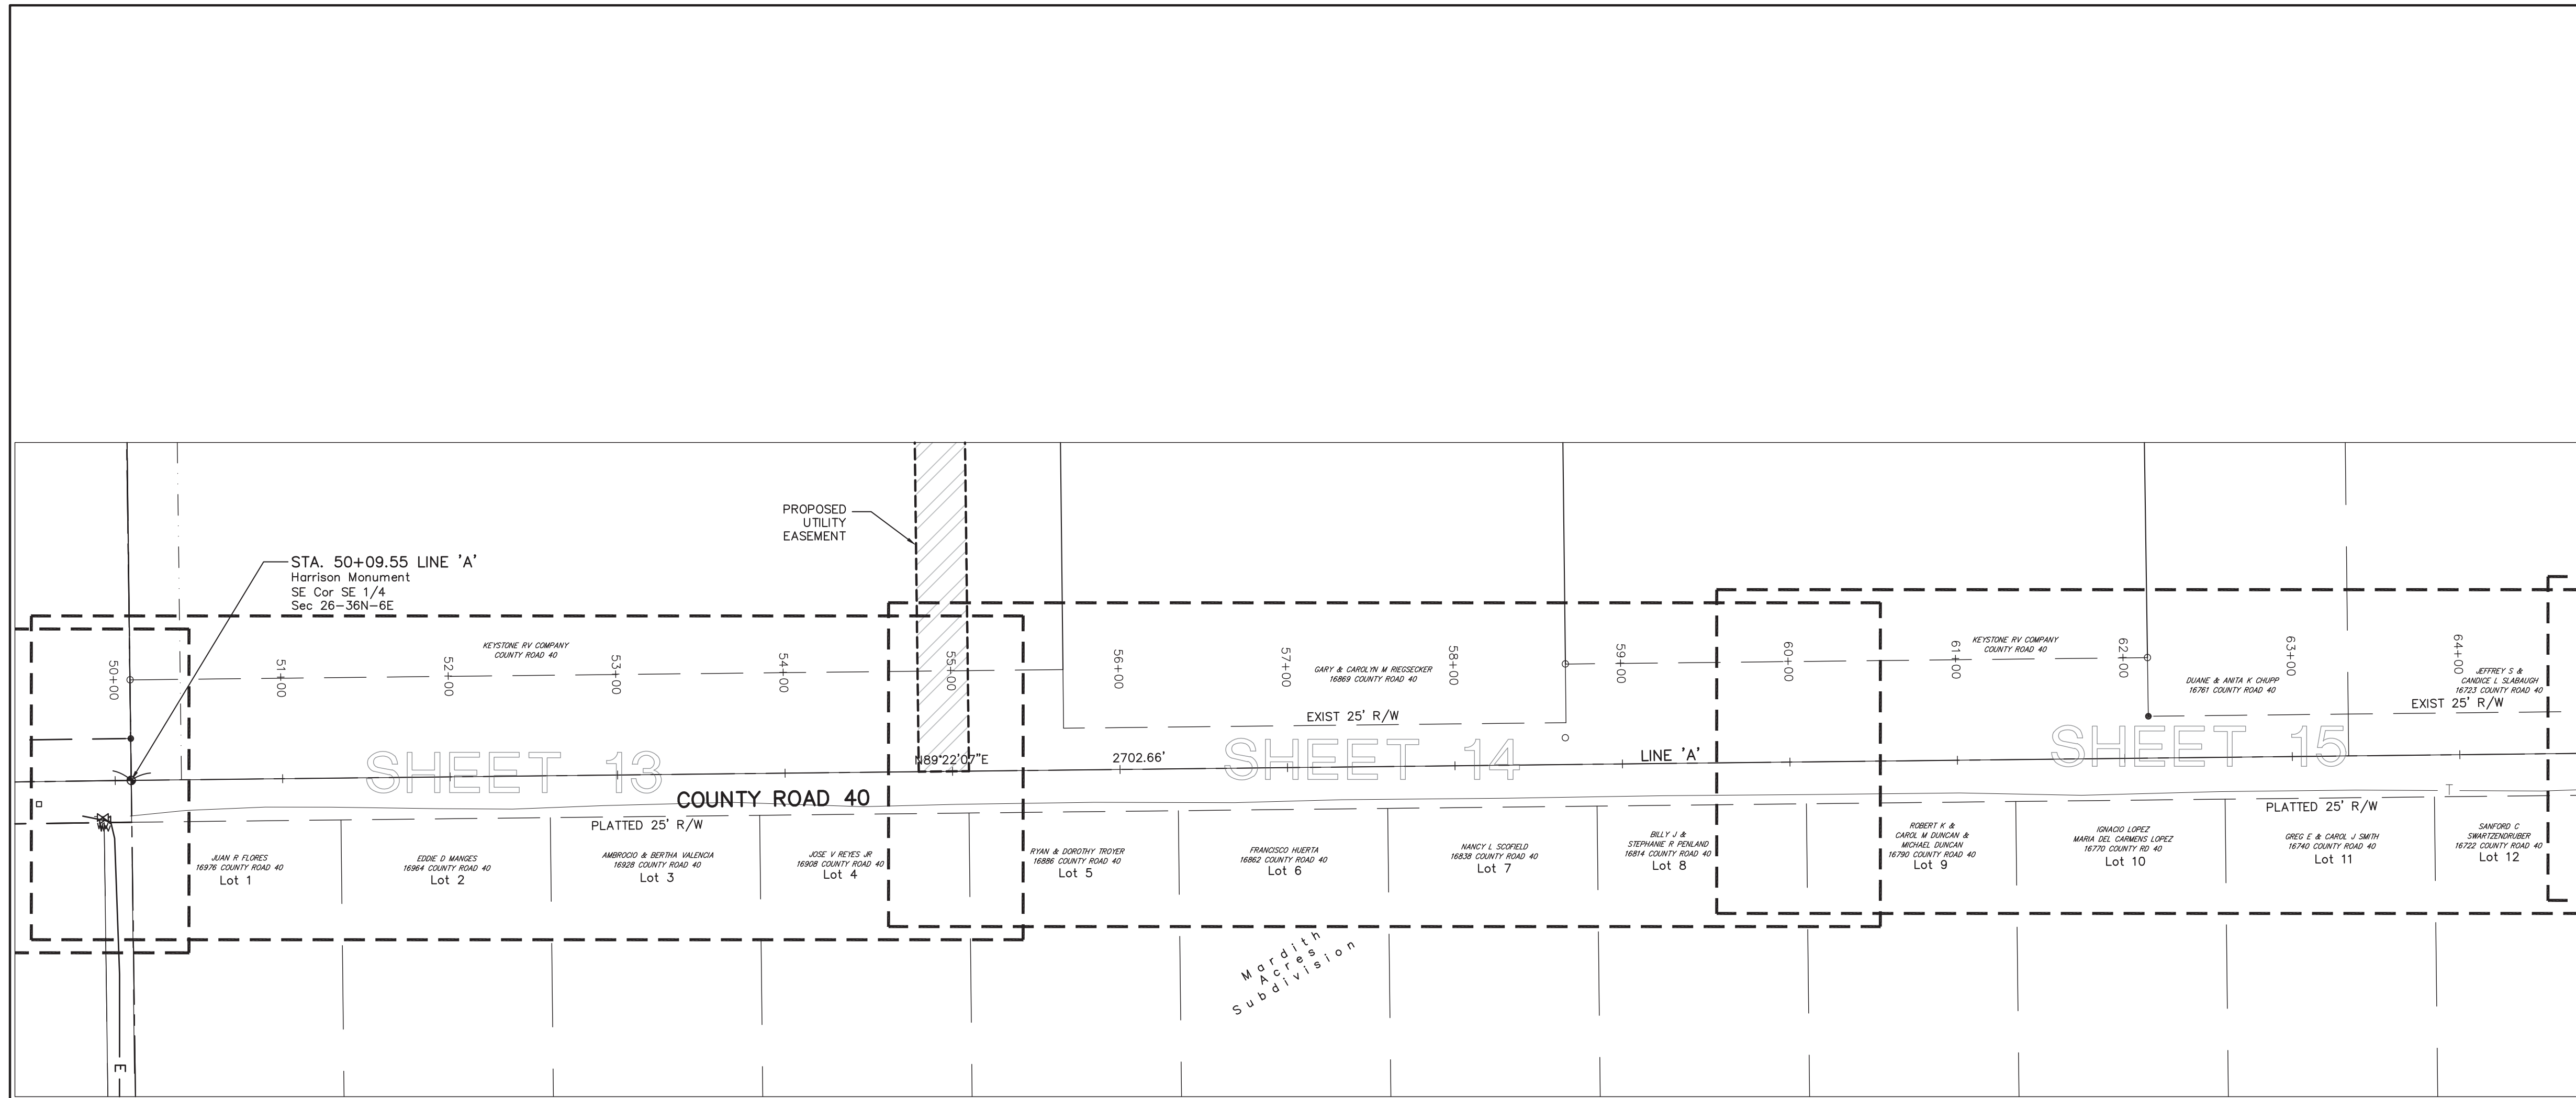 PROPOSED
UTILITY
EASEMENT
STA. 50+09.55 LINE 'A'
Harrison Monument
SE Cor SE 1/4
Sec 26-36N-6E
KEYSTONE RV COMPANY
COUNTY ROAD 40
GARY & CAROLYN M RIEGSECKER
16869 COUNTY ROAD 40
KEYSTONE RV COMPANY
COUNTY ROAD 40
DUANE & ANITA K CHUPP
16761 COUNTY ROAD 40
JEFFREY S &
CANDICE L SLABAUGH
16723 COUNTY ROAD 40
50+00
51+00
52+00
53+00
54+00
55+00
56+00
57+00
58+00
59+00
60+00
61+00
62+00
63+00
64+00
EXIST 25' R/W
EXIST 25' R/W
SHEET 13
SHEET 14
SHEET 15
N89°22'07"E
2702.66'
LINE 'A'
COUNTY ROAD 40
T
PLATTED 25' R/W
PLATTED 25' R/W
JUAN R FLORES
16976 COUNTY ROAD 40
Lot 1
EDDIE D MANGES
16964 COUNTY ROAD 40
Lot 2
AMBROCIO & BERTHA VALENCIA
16928 COUNTY ROAD 40
Lot 3
JOSE V REYES JR
16908 COUNTY ROAD 40
Lot 4
RYAN & DOROTHY TROYER
16886 COUNTY ROAD 40
Lot 5
FRANCISCO HUERTA
16862 COUNTY ROAD 40
Lot 6
NANCY L SCOFIELD
16838 COUNTY ROAD 40
Lot 7
BILLY J &
STEPHANIE R PENLAND
16814 COUNTY ROAD 40
Lot 8
ROBERT K &
CAROL M DUNCAN &
MICHAEL DUNCAN
16790 COUNTY ROAD 40
Lot 9
IGNACIO LOPEZ
MARIA DEL CARMENS LOPEZ
16770 COUNTY RD 40
Lot 10
GREG E & CAROL J SMITH
16740 COUNTY ROAD 40
Lot 11
SANFORD C
SWARTZENDRUBER
16722 COUNTY ROAD 40
Lot 12
Mardith
Acres
Subdivision
E